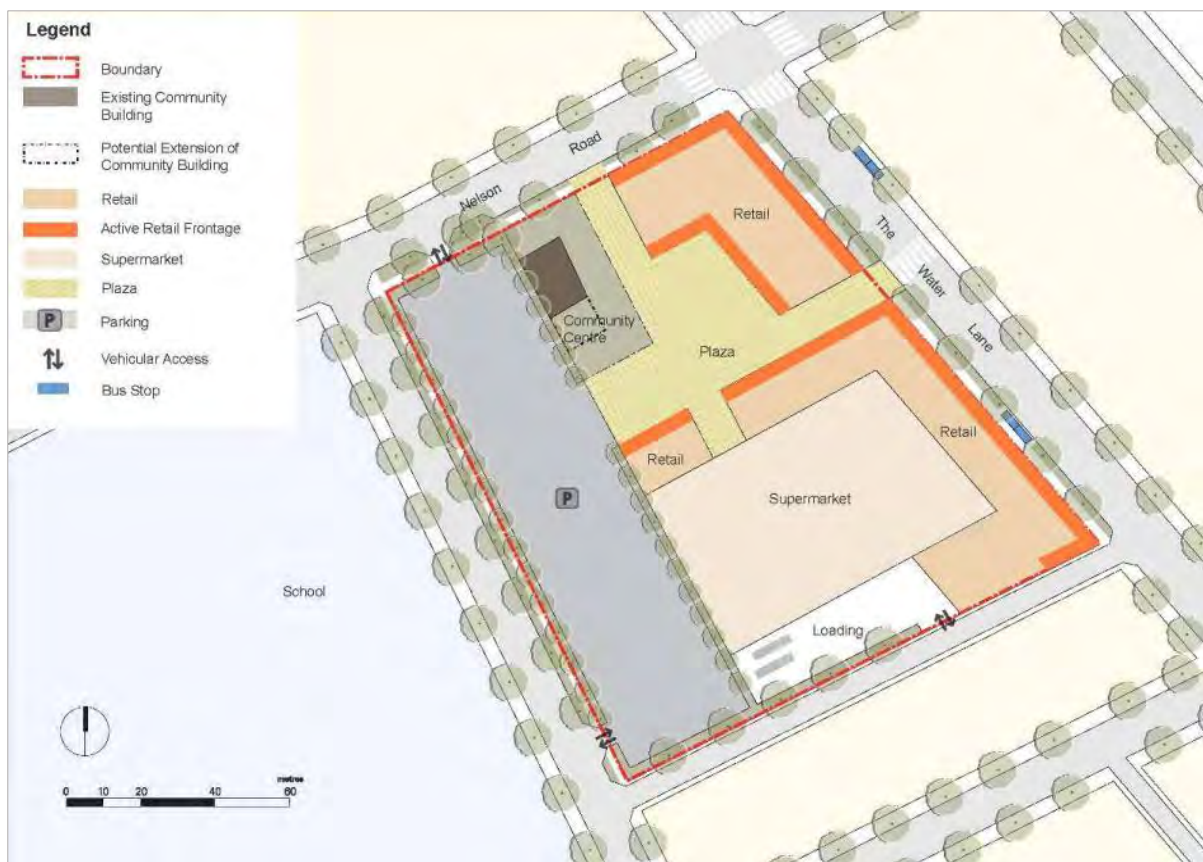 Legend
Boundary
Existing Community
Building
Potential Extension of
Community Building
Retail
Active Retail Frontage
Supermarket
Plaza
P
Parking
Vehicular Access
Bus Stop
Nelson Road
Retail
The Water Lane
Community
Centre
Plaza
Retail
Retail
P
Supermarket
School
Loading
metres
0 10 20 40 60